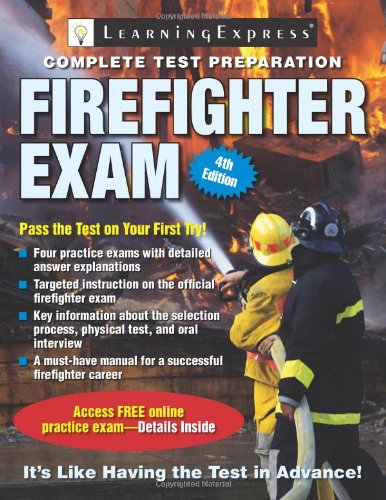 LEARNINGEXPRESS®
COMPLETE TEST PREPARATION
FIREFIGHTER
EXAM
4th
Edition
Pass the Test on Your First Try!
Four practice exams with detailed
answer explanations
Targeted instruction on the official
firefighter exam
Key information about the selection
process, physical test, and oral
interview
A must-have manual for a successful
firefighter career
Access FREE online
practice exam—Details Inside
It's Like Having the Test in Advance!